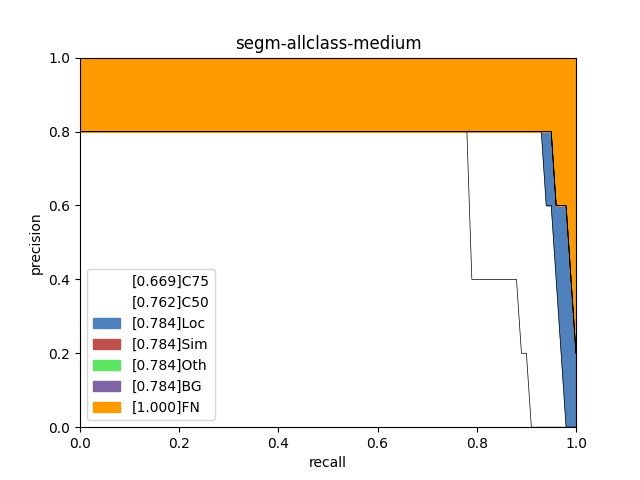 segm-allclass-medium
precision
1.0
0.8
0.6
0.4
0.2
0.0
[0.669]C75
[0.762]C50
[0.784]Loc
[0.784]Sim
[0.784]Oth
[0.784]BG
[1.000]FN
0.0 0.2 0.4 0.6 0.8 1.0
recall